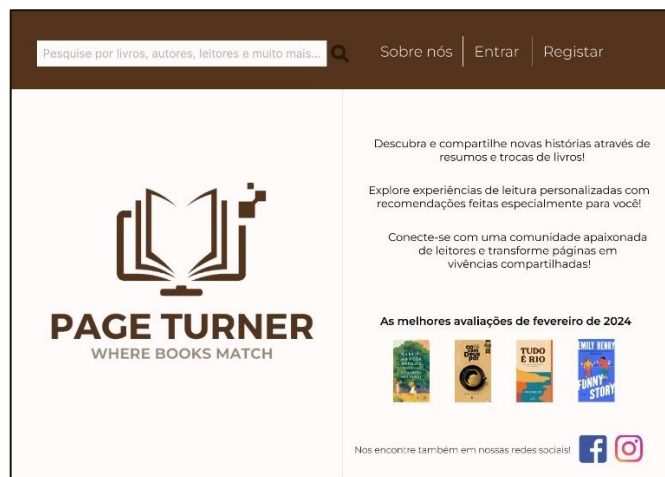 Pesquise por livros, autores, leitores e muito mais...
Sobre nós
Entrar
Registar
Descubra e compartilhe novas histórias através de
resumos e trocas de livros!
Explore experiências de leitura personalizadas com
recomendações feitas especialmente para você!
Conecte-se com uma comunidade apaixonada
de leitores e transforme páginas em
vivências compartilhadas!
PAGE TURNER
WHERE BOOKS MATCH
As melhores avaliações de fevereiro de 2024
TUDO
É RIO
EMILY HENRY
FUNNY
STORY
Nos encontre também em nossas redes sociais!